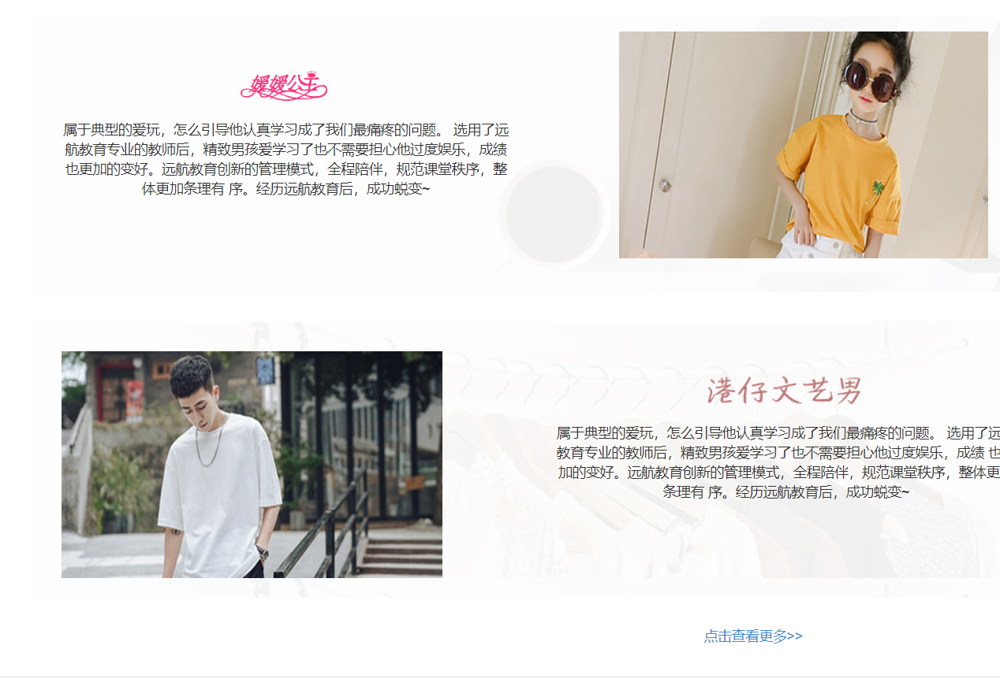 媛媛公主
属于典型的爱玩，怎么引导他认真学习成了我们最痛疼的问题。 选用了远
航教育专业的教师后，精致男孩爱学习了也不需要担心他过度娱乐，成绩
也更加的变好。远航教育创新的管理模式，全程陪伴，规范课堂秩序，整
体更加条理有 序。经历远航教育后，成功蜕变~
港仔文艺男
属于典型的爱玩，怎么引导他认真学习成了我们最痛疼的问题。 选用了远
教育专业的教师后，精致男孩爱学习了也不需要担心他过度娱乐，成绩 也
加的变好。远航教育创新的管理模式，全程陪伴，规范课堂秩序，整体更
条理有 序。经历远航教育后，成功蜕变~
点击查看更多>>